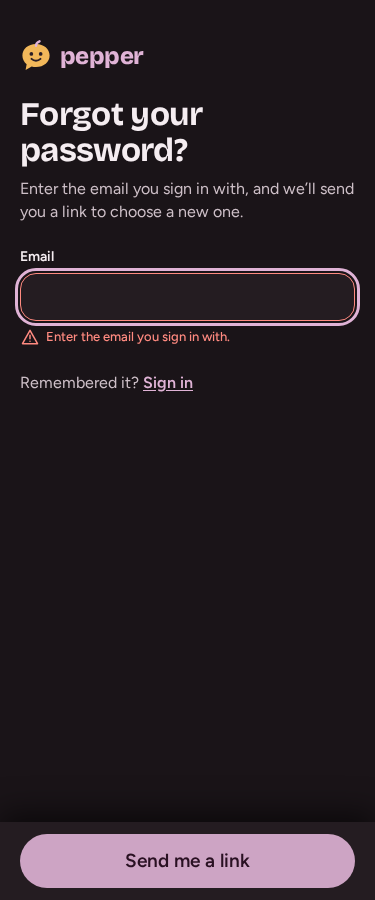 pepper
Forgot your
password?
Enter the email you sign in with, and we’ll send
you a link to choose a new one.
Email
Enter the email you sign in with.
Remembered it? Sign in
Send me a link